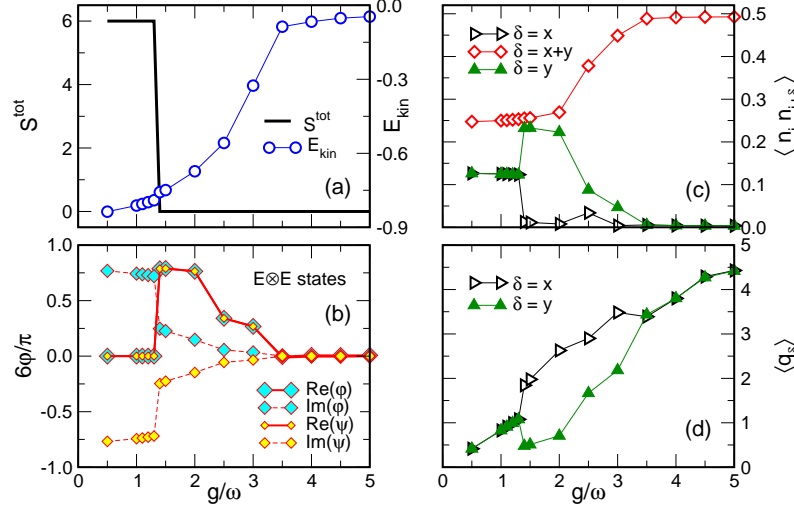 6
4
2
0
S^tot
0.0
-0.3
-0.6
-0.9
E_kin
S^tot
E_kin
(a)
δ = x
δ = x+y
δ = y
0.5
0.4
0.3
0.2
0.1
0.0
(c)
1.0
0.5
0.0
-0.5
-1.0
6φ/π
E⊗E states
(b)
Re(φ)
Im(φ)
Re(ψ)
Im(ψ)
0 1 2 3 4 5
g/ω
δ = x
δ = y
5
4
3
2
1
0
⟨q_δ⟩
(d)
0 1 2 3 4 5
g/ω